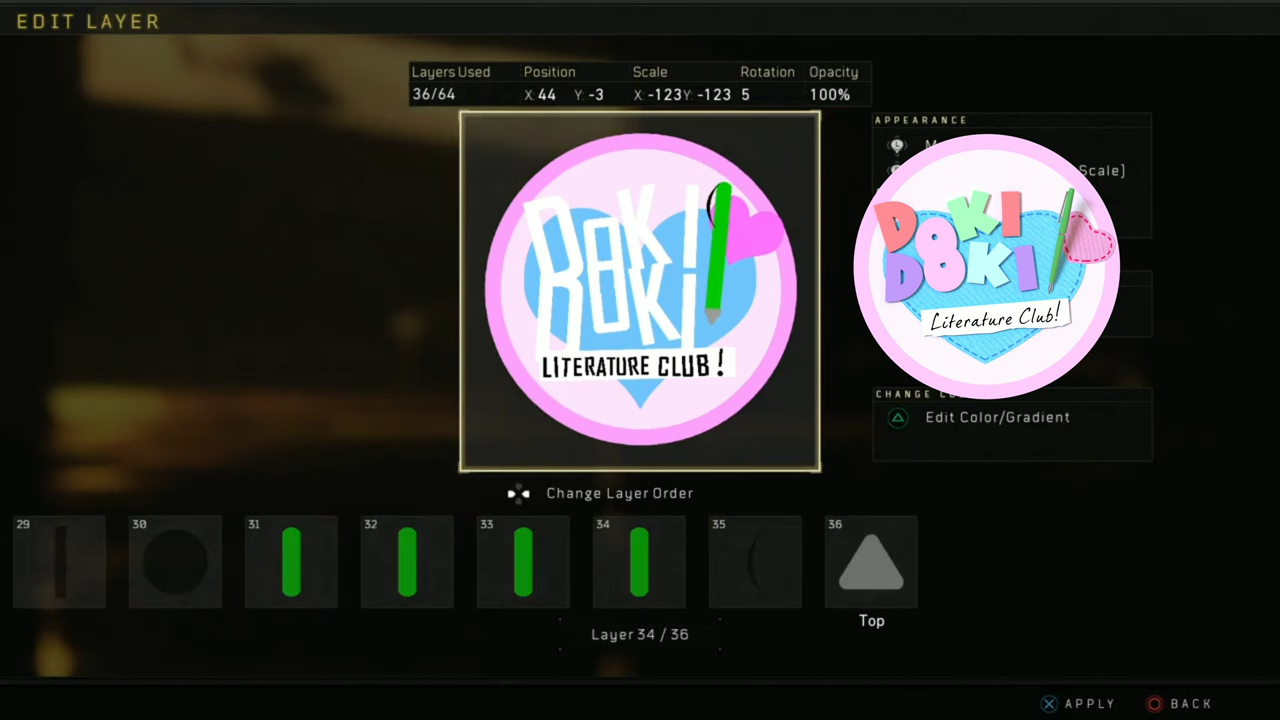 EDIT LAYER
Layers Used Position Scale Rotation Opacity
36/64 X: 44 Y: -3 X: -123 Y: -123 5 100%
APPEARANCE
Scale)
DOKI
DOKI
Literature Club!
LITERATURE CLUB !
Edit Color/Gradient
Change Layer Order
29 30 31 32 33 34 35 36
Top
Layer 34 / 36
APPLY BACK